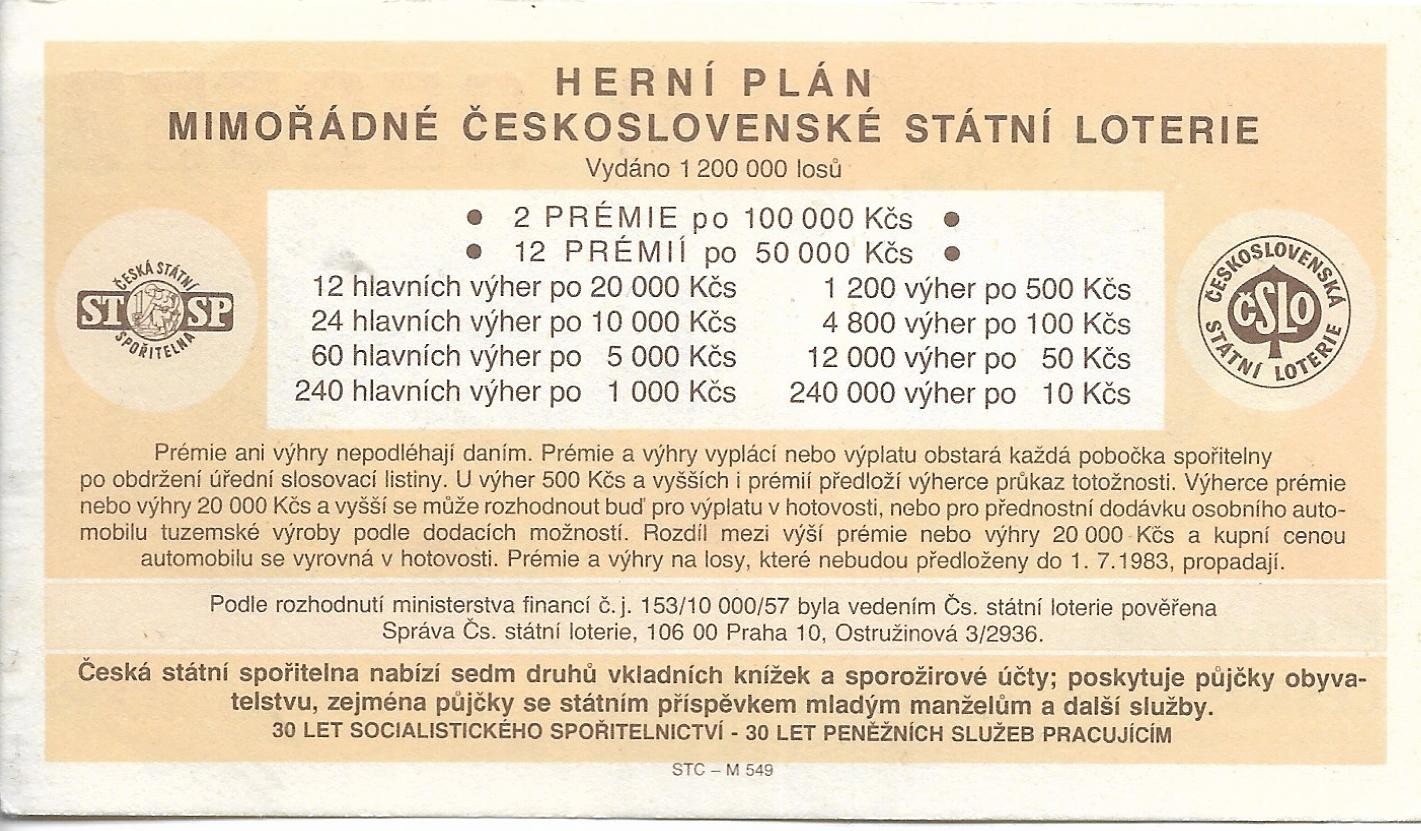 HERNÍ PLÁN
MIMOŘÁDNÉ ČESKOSLOVENSKÉ STÁTNÍ LOTERIE
Vydáno 1 200 000 losů
• 2 PRÉMIE po 100 000 Kčs •
• 12 PRÉMIÍ po 50 000 Kčs •
12 hlavních výher po 20 000 Kčs 1 200 výher po 500 Kčs
24 hlavních výher po 10 000 Kčs 4 800 výher po 100 Kčs
60 hlavních výher po 5 000 Kčs 12 000 výher po 50 Kčs
240 hlavních výher po 1 000 Kčs 240 000 výher po 10 Kčs
ČESKÁ STÁTNÍ
ST SP
SPOŘITELNA
ČESKOSLOVENSKÁ
ČSLO
STÁTNÍ LOTERIE
Prémie ani výhry nepodléhají daním. Prémie a výhry vyplácí nebo výplatu obstará každá pobočka spořitelny
po obdržení úřední slosovací listiny. U výher 500 Kčs a vyšších i prémií předloží výherce průkaz totožnosti. Výherce prémie
nebo výhry 20 000 Kčs a vyšší se může rozhodnout buď pro výplatu v hotovosti, nebo pro přednostní dodávku osobního auto-
mobilu tuzemské výroby podle dodacích možností. Rozdíl mezi výší prémie nebo výhry 20 000 Kčs a kupní cenou
automobilu se vyrovná v hotovosti. Prémie a výhry na losy, které nebudou předloženy do 1. 7.1983, propadají.
Podle rozhodnutí ministerstva financí č. j. 153/10 000/57 byla vedením Čs. státní loterie pověřena
Správa Čs. státní loterie, 106 00 Praha 10, Ostružinová 3/2936.
Česká státní spořitelna nabízí sedm druhů vkladních knížek a sporožirové účty; poskytuje půjčky obyva-
telstvu, zejména půjčky se státním příspěvkem mladým manželům a další služby.
30 LET SOCIALISTICKÉHO SPOŘITELNICTVÍ - 30 LET PENĚŽNÍCH SLUŽEB PRACUJÍCÍM
STC – M 549